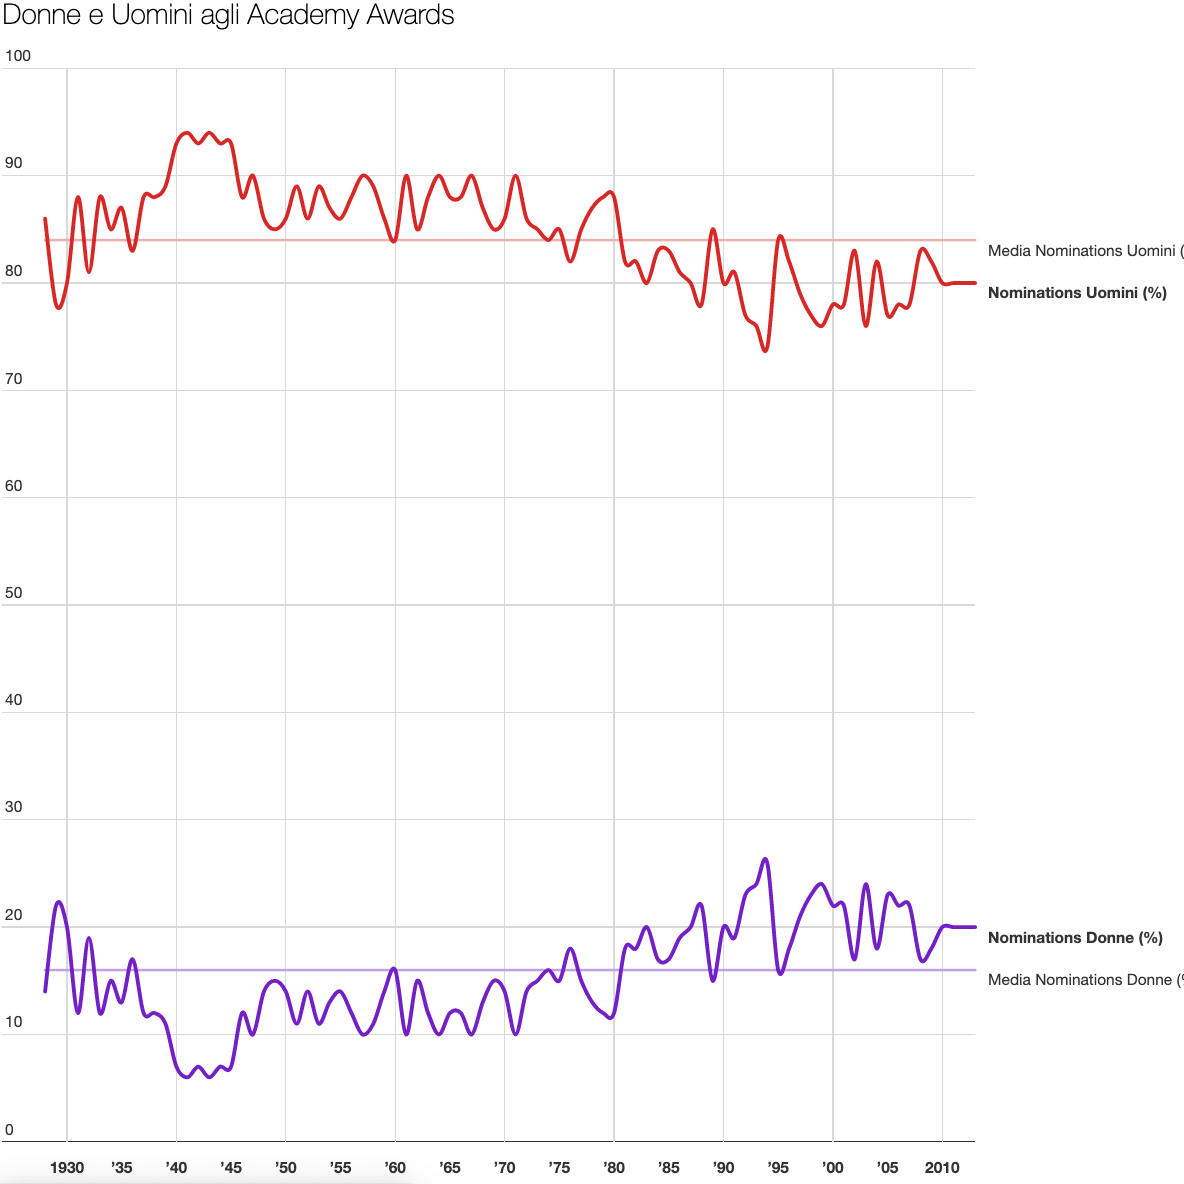 Donne e Uomini agli Academy Awards
100
90
80
70
60
50
40
30
20
10
0
Media Nominations Uomini (
Nominations Uomini (%)
Nominations Donne (%)
Media Nominations Donne (%
1930 ’35 ’40 ’45 ’50 ’55 ’60 ’65 ’70 ’75 ’80 ’85 ’90 ’95 ’00 ’05 2010